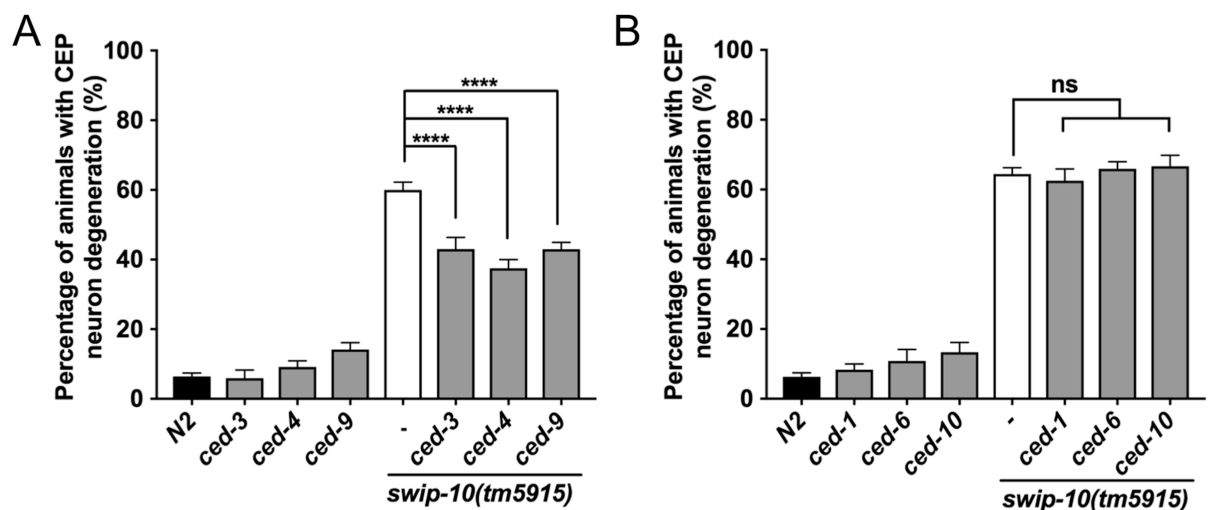 A
B
Percentage of animals with CEP
neuron degeneration (%)
100
80
60
40
20
0
****
****
****
N2
ced-3
ced-4
ced-9
-
ced-3
ced-4
ced-9
swip-10(tm5915)
Percentage of animals with CEP
neuron degeneration (%)
100
80
60
40
20
0
ns
N2
ced-1
ced-6
ced-10
-
ced-1
ced-6
ced-10
swip-10(tm5915)